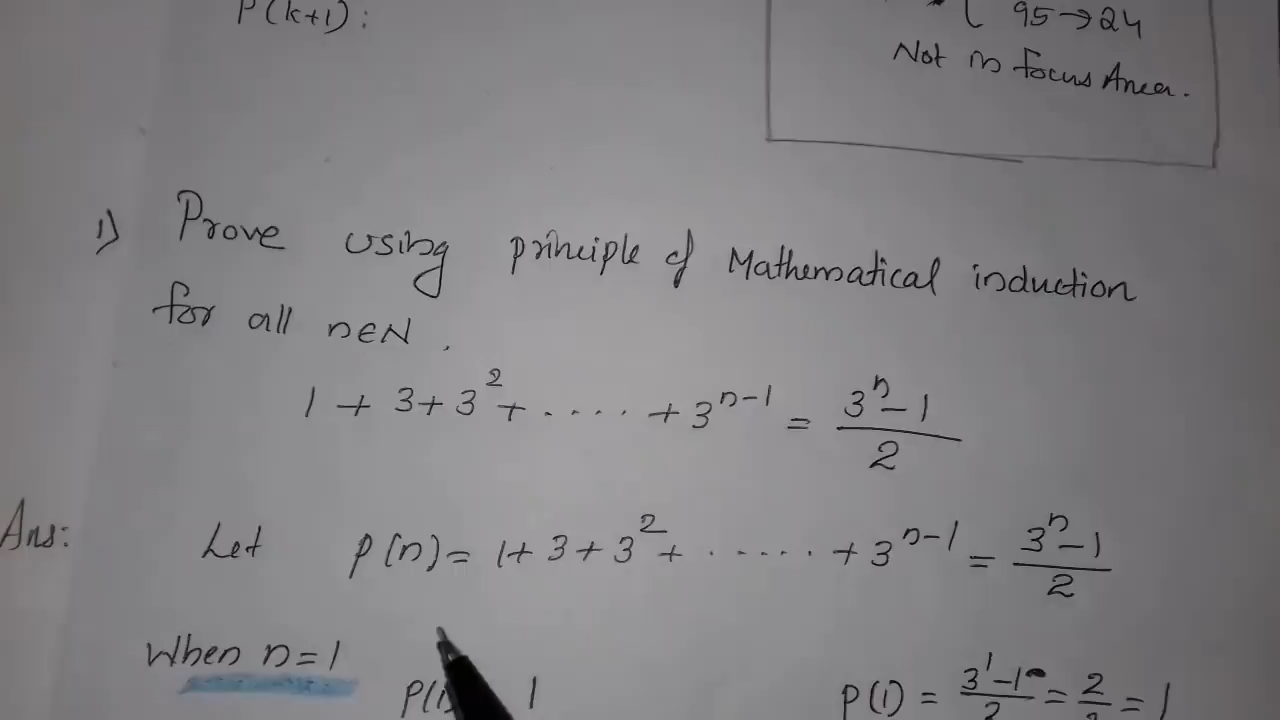 P(k+1):
95→24
Not in focus Area.
1) Prove using principle of Mathematical induction
for all n∈N.
1 + 3 + 3² + ..... + 3ⁿ⁻¹ = (3ⁿ - 1)/2
Ans: Let P(n) = 1 + 3 + 3² + ...... + 3ⁿ⁻¹ = (3ⁿ - 1)/2
When n=1
P(1) 1 P(1) = (3¹ - 1)/2 = 2/2 = 1